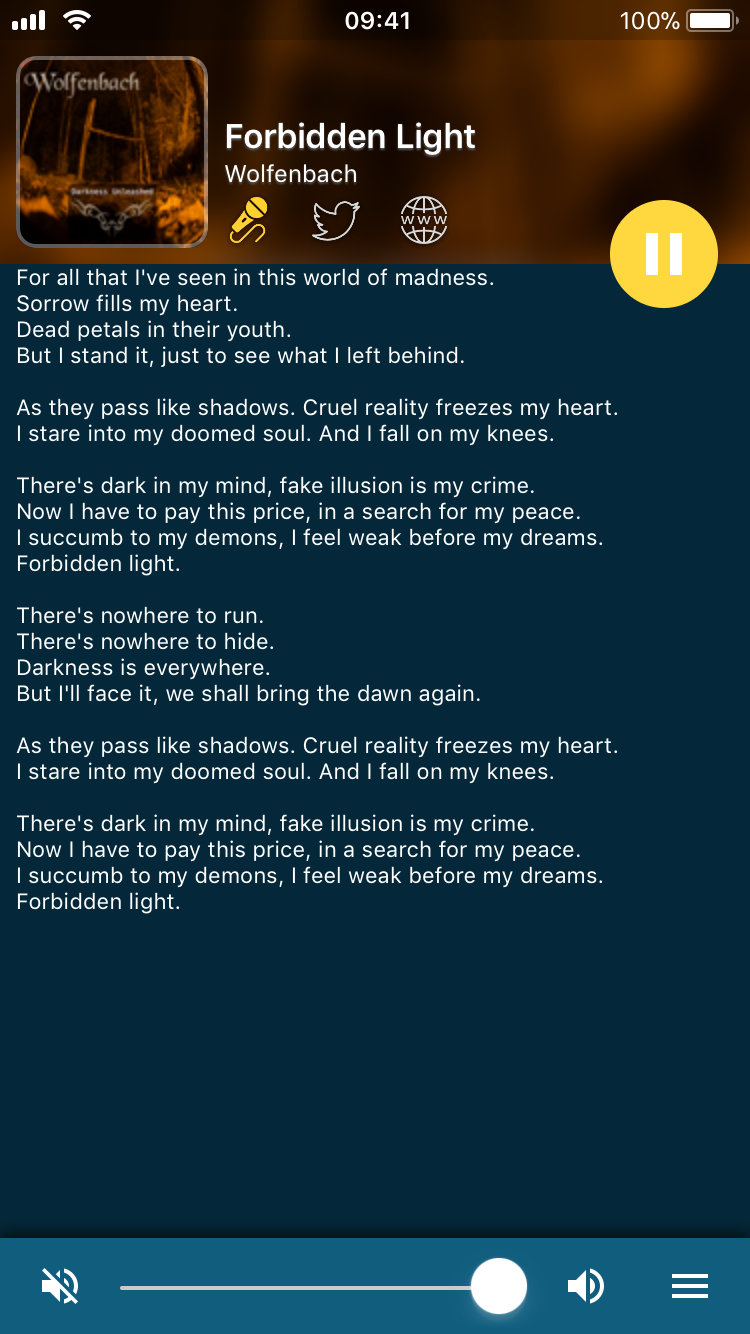 09:41
100%
Wolfenbach
Darkness Unleashed
Forbidden Light
Wolfenbach
WWW
For all that I've seen in this world of madness.
Sorrow fills my heart.
Dead petals in their youth.
But I stand it, just to see what I left behind.
As they pass like shadows. Cruel reality freezes my heart.
I stare into my doomed soul. And I fall on my knees.
There's dark in my mind, fake illusion is my crime.
Now I have to pay this price, in a search for my peace.
I succumb to my demons, I feel weak before my dreams.
Forbidden light.
There's nowhere to run.
There's nowhere to hide.
Darkness is everywhere.
But I'll face it, we shall bring the dawn again.
As they pass like shadows. Cruel reality freezes my heart.
I stare into my doomed soul. And I fall on my knees.
There's dark in my mind, fake illusion is my crime.
Now I have to pay this price, in a search for my peace.
I succumb to my demons, I feel weak before my dreams.
Forbidden light.